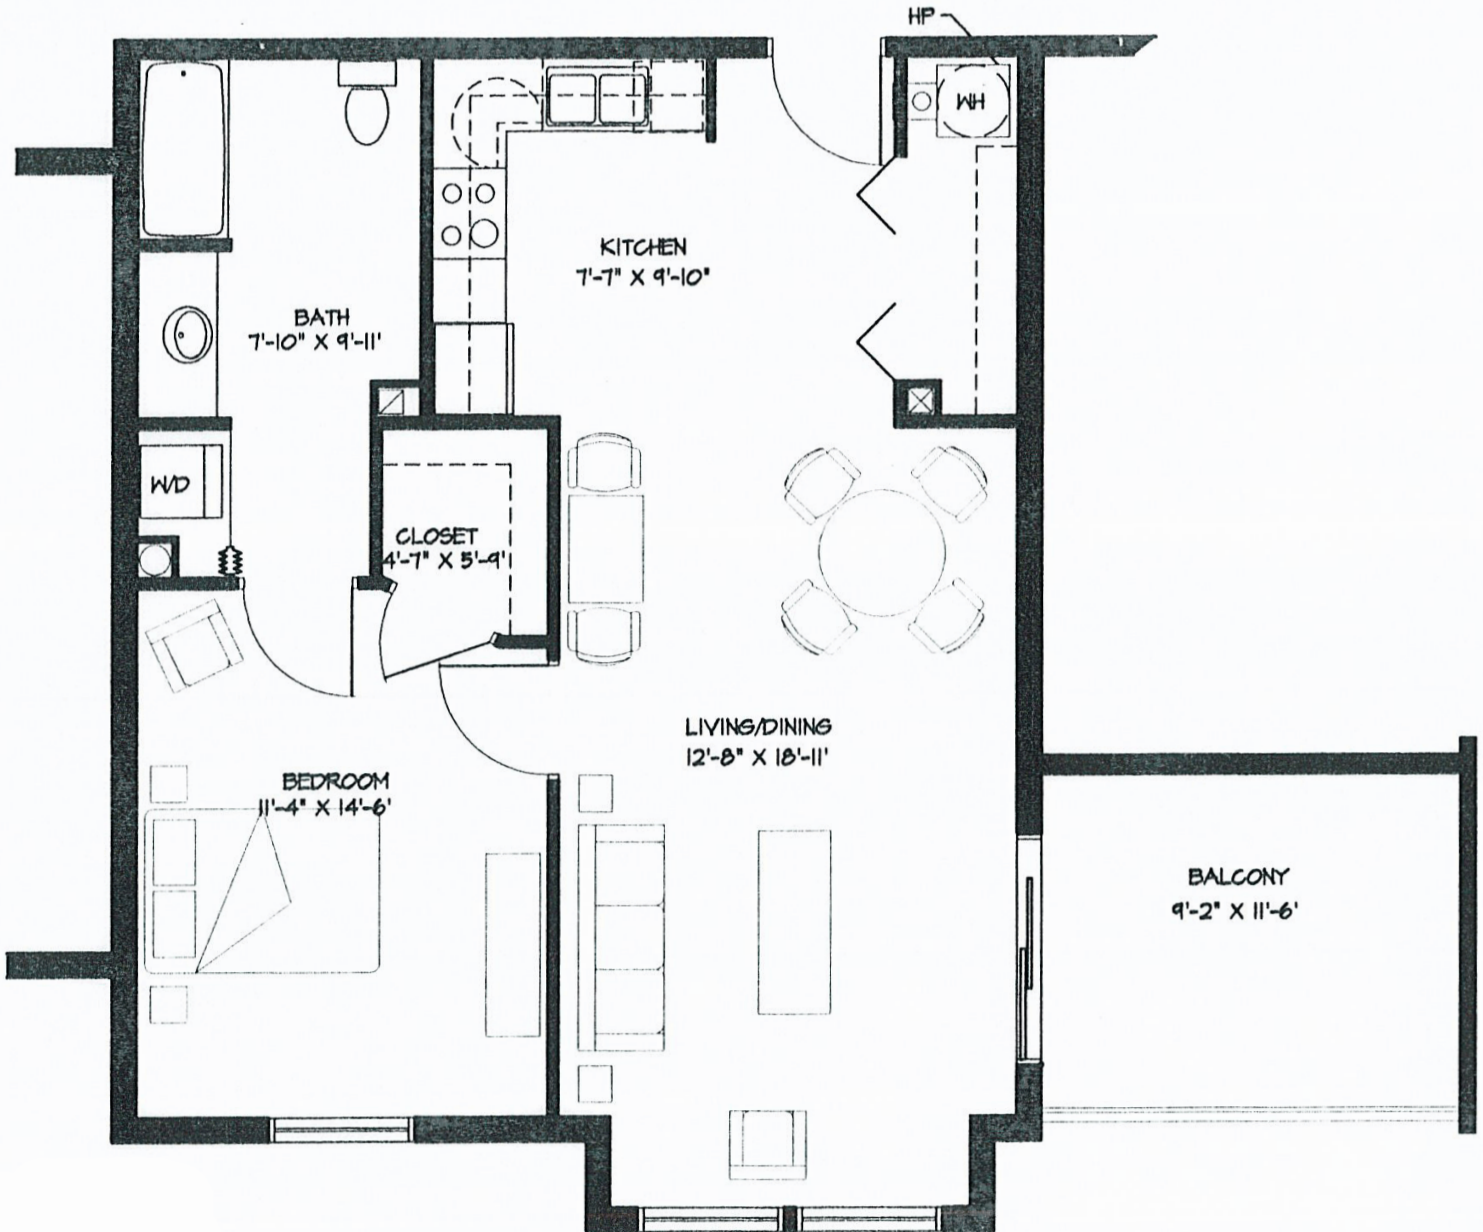 HP
WH
KITCHEN
7'-7" X 9'-10"
BATH
7'-10" X 9'-11'
W/D
CLOSET
4'-7" X 5'-9'
LIVING/DINING
12'-8" X 18'-11'
BEDROOM
11'-4" X 14'-6'
BALCONY
9'-2" X 11'-6'